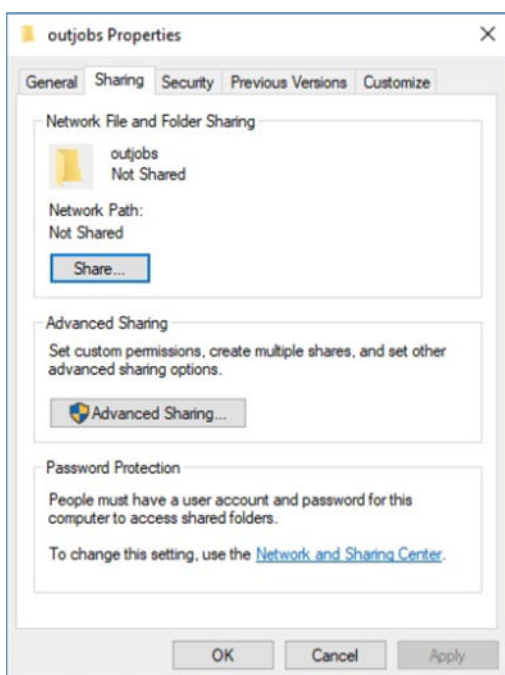 outjobs Properties
General Sharing Security Previous Versions Customize
Network File and Folder Sharing
outjobs
Not Shared
Network Path:
Not Shared
Share...
Advanced Sharing
Set custom permissions, create multiple shares, and set other
advanced sharing options.
Advanced Sharing...
Password Protection
People must have a user account and password for this
computer to access shared folders.
To change this setting, use the Network and Sharing Center.
OK Cancel Apply